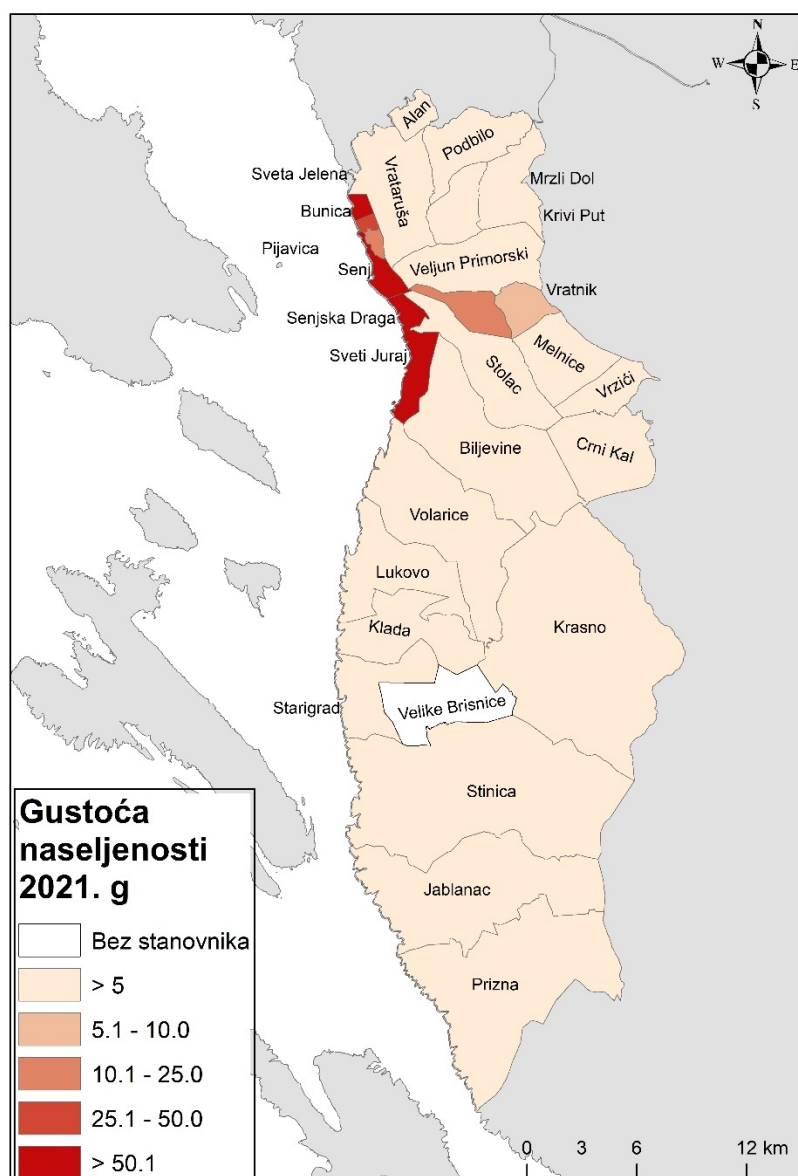 N
W E
S
Alan
Podbilo
Sveta Jelena
Vrataruša
Mrzli Dol
Bunica
Krivi Put
Pijavica
Veljun Primorski
Senj
Vratnik
Senjska Draga
Melnice
Sveti Juraj
Stolac
Vrzići
Biljevine
Crni Kal
Volarice
Lukovo
Klada
Krasno
Starigrad
Velike Brisnice
Stinica
Jablanac
Prizna
Gustoća
naseljenosti
2021. g
Bez stanovnika
> 5
5.1 - 10.0
10.1 - 25.0
25.1 - 50.0
> 50.1
0 3 6 12 km